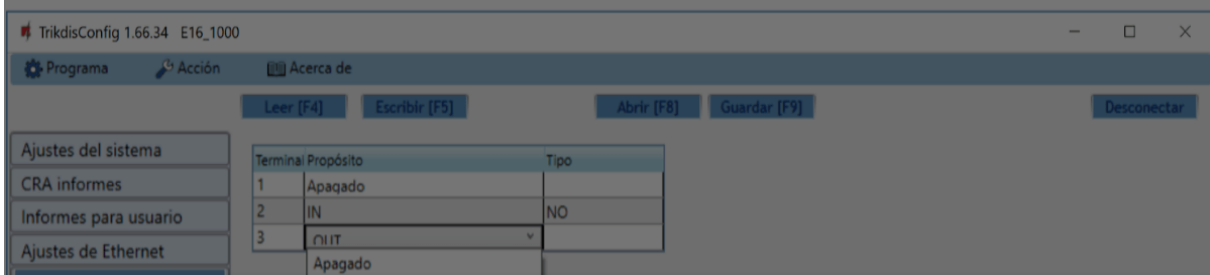 TrikdisConfig 1.66.34 E16_1000
Programa Acción Acerca de
Leer [F4] Escribir [F5] Abrir [F8] Guardar [F9] Desconectar
Ajustes del sistema
CRA informes
Informes para usuario
Ajustes de Ethernet
Terminal Propósito Tipo
1 Apagado
2 IN NO
3 OUT
Apagado